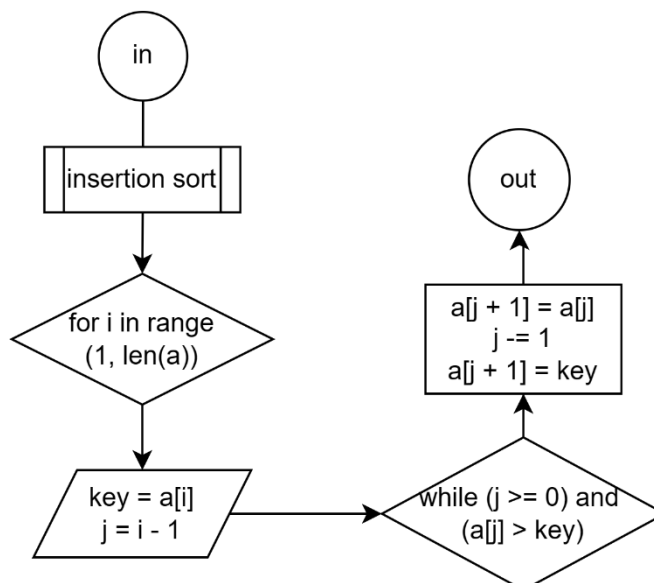 in
insertion sort
for i in range
(1, len(a))
key = a[i]
j = i - 1
while (j >= 0) and
(a[j] > key)
a[j + 1] = a[j]
j -= 1
a[j + 1] = key
out